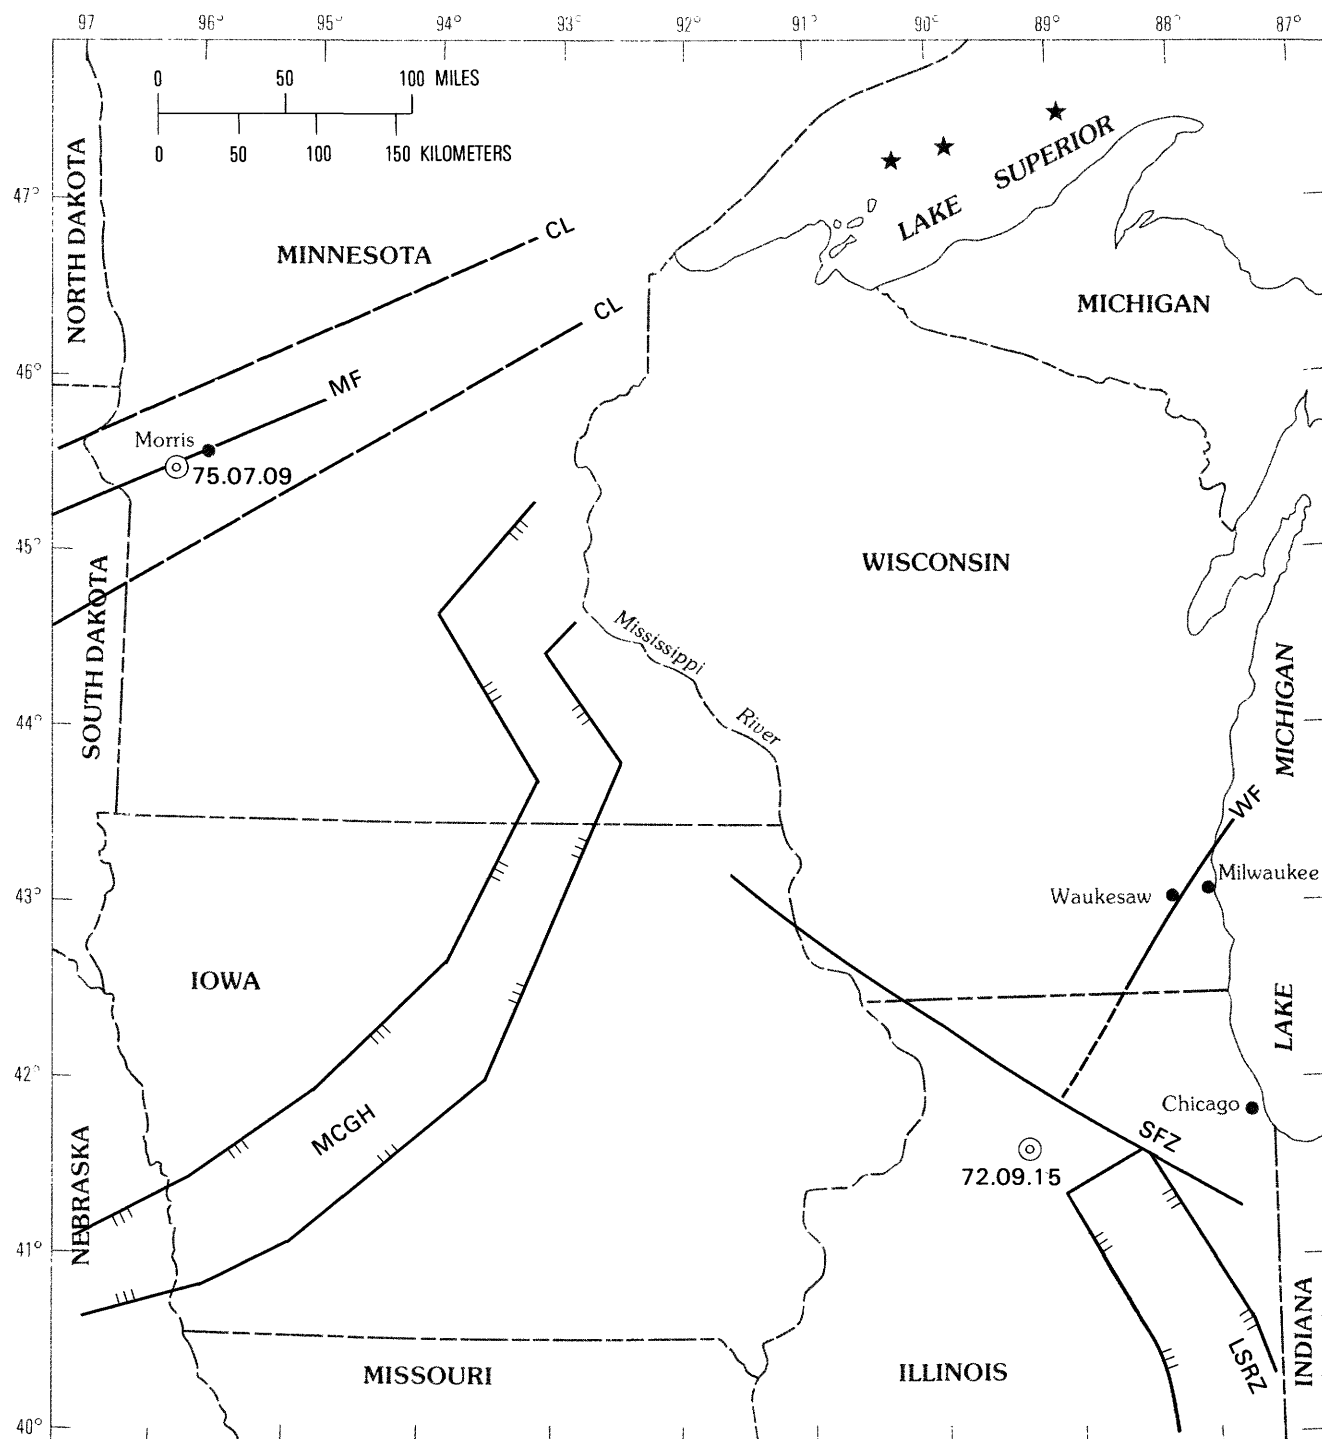 97 96° 95° 94° 93° 92° 91° 90° 89° 88° 87°
0 50 100 MILES
0 50 100 150 KILOMETERS
NORTH DAKOTA
MINNESOTA
LAKE SUPERIOR
47°
CL
CL
MICHIGAN
46°
MF
Morris
75.07.09
45°
WISCONSIN
SOUTH DAKOTA
Mississippi
River
44°
MICHIGAN
WF
Milwaukee
43°
Waukesaw
IOWA
LAKE
42°
Chicago
MCGH
SFZ
72.09.15
NEBRASKA
41°
INDIANA
LSRZ
MISSOURI
ILLINOIS
40°